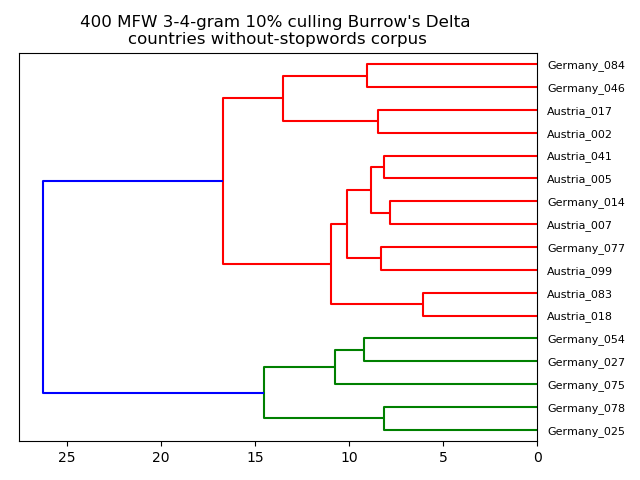 400 MFW 3-4-gram 10% culling Burrow's Delta
countries without-stopwords corpus
Germany_084
Germany_046
Austria_017
Austria_002
Austria_041
Austria_005
Germany_014
Austria_007
Germany_077
Austria_099
Austria_083
Austria_018
Germany_054
Germany_027
Germany_075
Germany_078
Germany_025
25 20 15 10 5 0